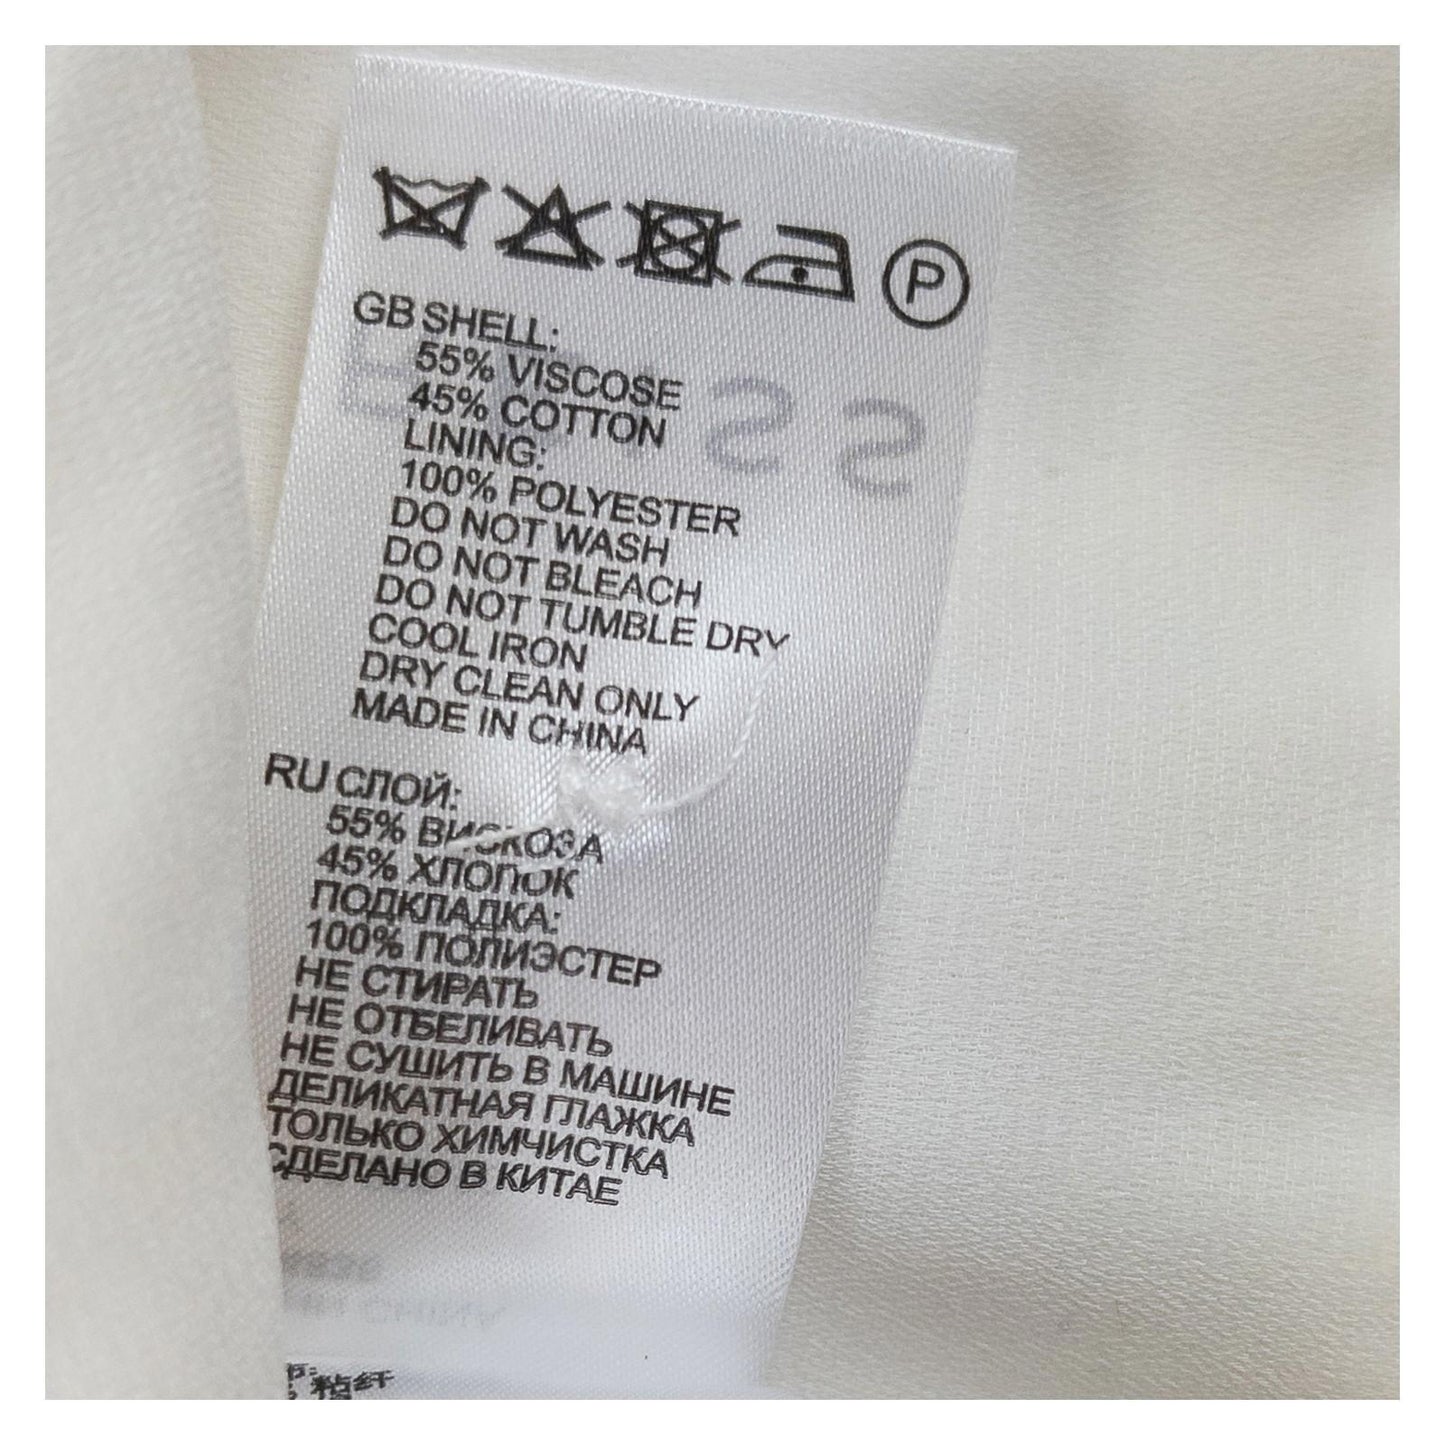 P
GB SHELL:
55% VISCOSE
45% COTTON
LINING:
100% POLYESTER
DO NOT WASH
DO NOT BLEACH
DO NOT TUMBLE DRY
COOL IRON
DRY CLEAN ONLY
MADE IN CHINA
RU СЛОЙ:
55% ВИСКОЗА
45% ХЛОПОК
ПОДКЛАДКА:
100% ПОЛИЭСТЕР
НЕ СТИРАТЬ
НЕ ОТБЕЛИВАТЬ
НЕ СУШИТЬ В МАШИНЕ
ДЕЛИКАТНАЯ ГЛАЖКА
ТОЛЬКО ХИМЧИСТКА
СДЕЛАНО В КИТАЕ
粘纤